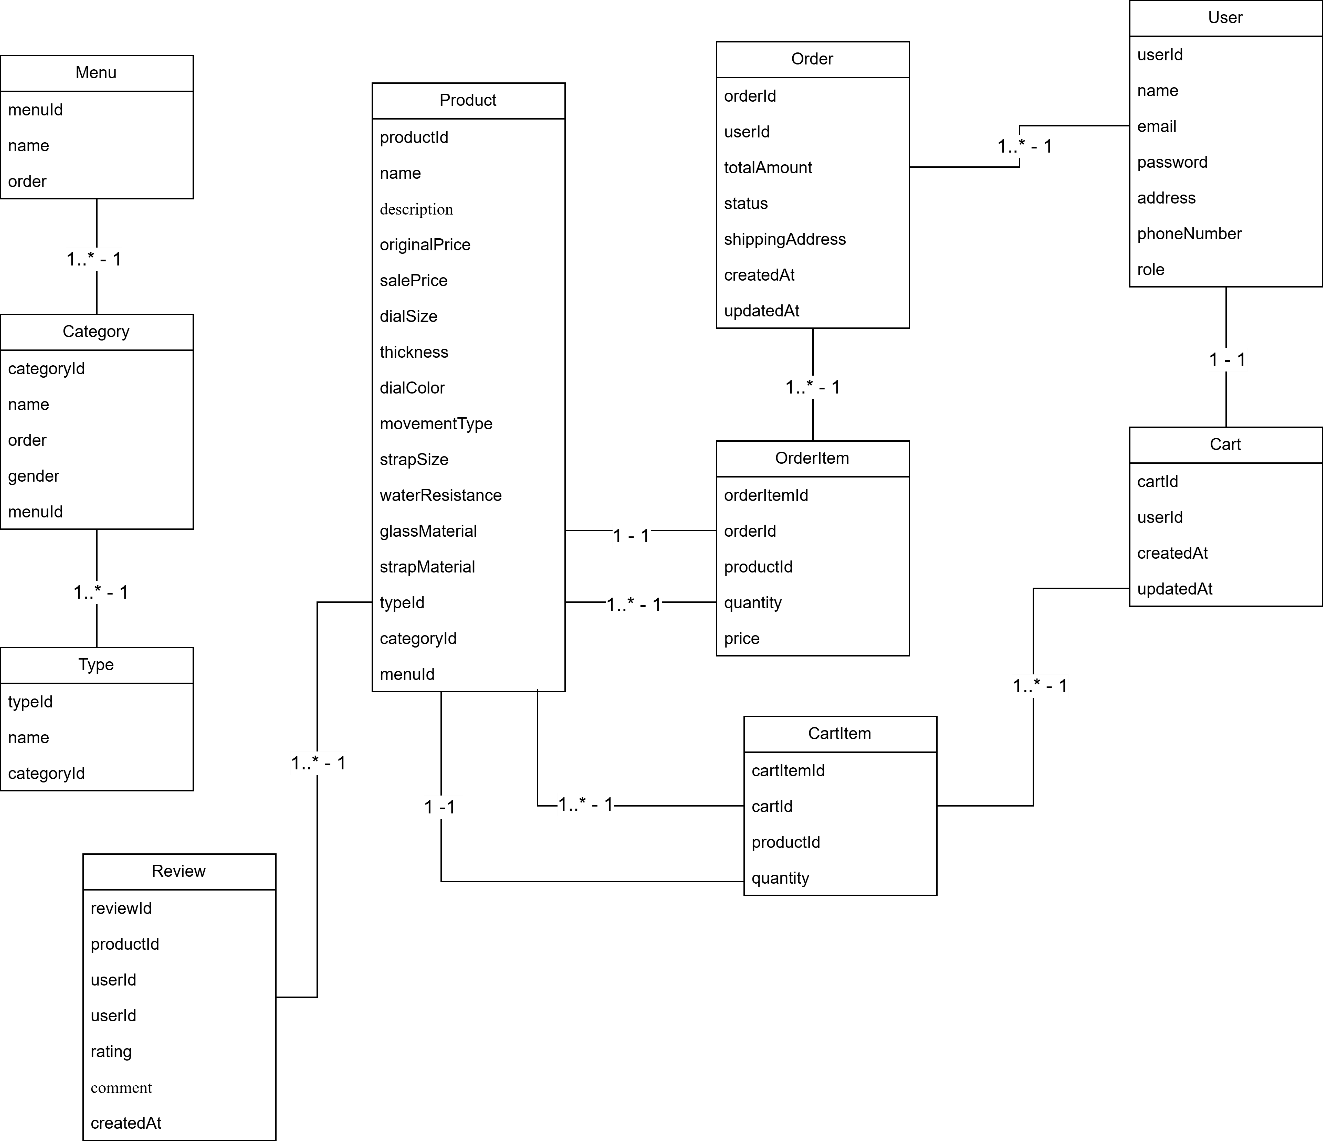 Menu
menuId
name
order
1..* - 1
Category
categoryId
name
order
gender
menuId
1..* - 1
Type
typeId
name
categoryId
Review
reviewId
productId
userId
userId
rating
comment
createdAt
1..* - 1
Product
productId
name
description
originalPrice
salePrice
dialSize
thickness
dialColor
movementType
strapSize
waterResistance
glassMaterial
strapMaterial
typeId
categoryId
menuId
1 - 1
1..* - 1
1 -1
1..* - 1
Order
orderId
userId
totalAmount
status
shippingAddress
createdAt
updatedAt
1..* - 1
OrderItem
orderItemId
orderId
productId
quantity
price
CartItem
cartItemId
cartId
productId
quantity
1..* - 1
User
userId
name
email
password
address
phoneNumber
role
1 - 1
Cart
cartId
userId
createdAt
updatedAt
1..* - 1